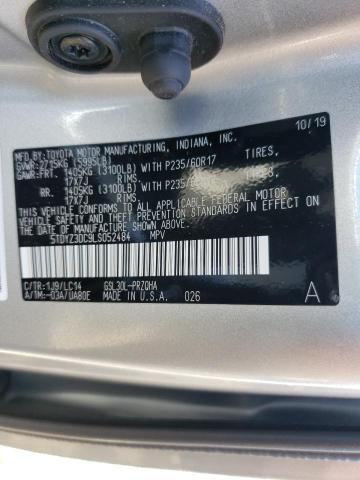 MFD. BY: TOYOTA MOTOR MANUFACTURING, INDIANA, INC. 10/19
GVWR: 2715KG (5995LB)
GAWR: FRT. 1405KG (3100LB) WITH P235/60R17 TIRES,
17X7J RIMS.
RR. 1405KG (3100LB) WITH P235/
17X7J RIMS.
THIS VEHICLE CONFORMS TO ALL APPLICABLE FEDERAL MOTOR
VEHICLE SAFETY AND
STANDARDS IN EFFECT ON THE DATE OF
MANUFACTURE SHOWN ABOVE.
5TDYZ3DC9LS052484 MPV
C/TR: 1J9/LC14 GSL30L-PRZQHA
A/TM: -03A/UA80E MADE IN U.S.A. 026 A